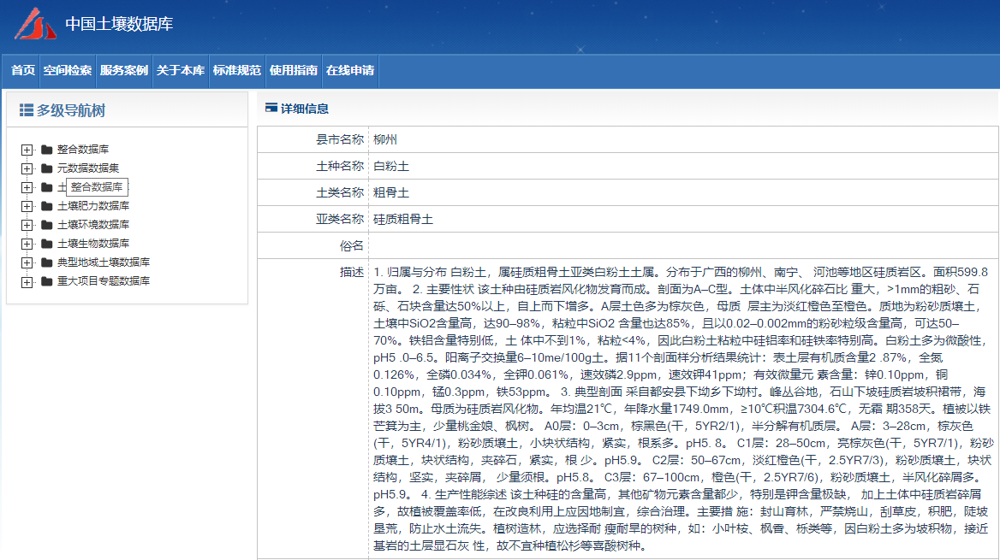 中国土壤数据库
首页 空间检索 服务案例 关于本库 标准规范 使用指南 在线申请
多级导航树
整合数据库
元数据数据集
土
整合数据库
土壤肥力数据库
土壤环境数据库
土壤生物数据库
典型地域土壤数据库
重大项目专题数据库
详细信息
县市名称 柳州
土种名称 白粉土
土类名称 粗骨土
亚类名称 硅质粗骨土
俗名
描述 1. 归属与分布 白粉土，属硅质粗骨土亚类白粉土土属。分布于广西的柳州、南宁、 河池等地区硅质岩区。面积599.8
万亩。 2. 主要性状 该土种由硅质岩风化物发育而成。剖面为A–C型。土体中半风化碎石比 重大，>1mm的粗砂、石
砾、石块含量达50%以上，自上而下增多。A层土色多为棕灰色，母质 层主为淡红橙色至橙色。质地为粉砂质壤土，
土壤中SiO2含量高，达90–98%，粘粒中SiO2 含量也达85%，且以0.02–0.002mm的粉砂粒级含量高，可达50–
70%。铁铝含量特别低，土 体中不到1%，粘粒<4%，因此白粉土粘粒中硅铝率和硅铁率特别高。白粉土多为微酸性，
pH5 .0–6.5。阳离子交换量6–10me/100g土。据11个剖面样分析结果统计：表土层有机质含量2 .87%，全氮
0.126%，全磷0.034%，全钾0.061%，速效磷2.9ppm，速效钾41ppm；有效微量元 素含量：锌0.10ppm，铜
0.10ppm，锰0.3ppm，铁53ppm。 3. 典型剖面 采自都安县下坳乡下坳村。峰丛谷地，石山下坡硅质岩坡积裙带，海
拔3 50m。母质为硅质岩风化物。年均温21℃，年降水量1749.0mm，≥10℃积温7304.6℃，无霜 期358天。植被以铁
芒箕为主，少量桃金娘、枫树。 A0层：0–3cm，棕黑色(干，5YR2/1)，半分解有机质层。 A层：3–28cm，棕灰色
(干，5YR4/1)，粉砂质壤土，小块状结构，紧实，根系多。pH5. 8。 C1层：28–50cm，亮棕灰色(干，5YR7/1)，粉砂
质壤土，块状结构，夹碎石，紧实，根 少。pH5.9。 C2层：50–67cm，淡红橙色(干，2.5YR7/3)，粉砂质壤土，块状
结构，坚实，夹碎屑， 少量须根。pH5.8。 C3层：67–100cm，橙色(干，2.5YR7/6)，粉砂质壤土，半风化碎屑多。
pH5.9。 4. 生产性能综述 该土种硅的含量高，其他矿物元素含量都少，特别是钾含量极缺， 加上土体中硅质岩碎屑
多，故植被覆盖率低，在改良利用上应因地制宜，综合治理。主要措 施：封山育林，严禁烧山，刮草皮，积肥，陡坡
垦荒，防止水土流失。植树造林，应选择耐 瘦耐旱的树种，如：小叶桉、枫香、栎类等，因白粉土多为坡积物，接近
基岩的土层显石灰 性，故不宜种植松杉等喜酸树种。